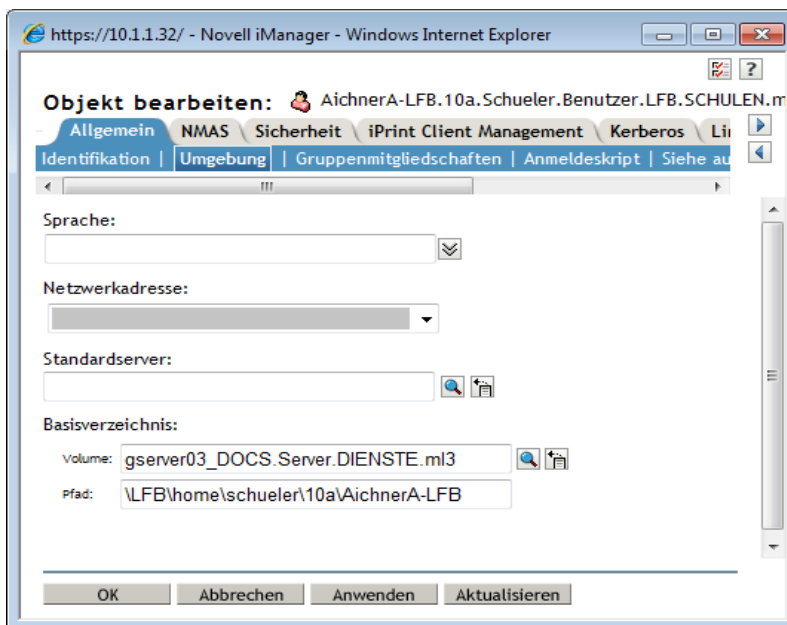 https://10.1.1.32/ - Novell iManager - Windows Internet Explorer
?
Objekt bearbeiten: AichnerA-LFB.10a.Schueler.Benutzer.LFB.SCHULEN.m
Allgemein NMAS Sicherheit iPrint Client Management Kerberos Lir
Identifikation | Umgebung | Gruppenmitgliedschaften | Anmeldeskript | Siehe au
Sprache:
Netzwerkadresse:
Standardserver:
Basisverzeichnis:
Volume: gserver03_DOCS.Server.DIENSTE.ml3
Pfad: \LFB\home\schueler\10a\AichnerA-LFB
OK Abbrechen Anwenden Aktualisieren